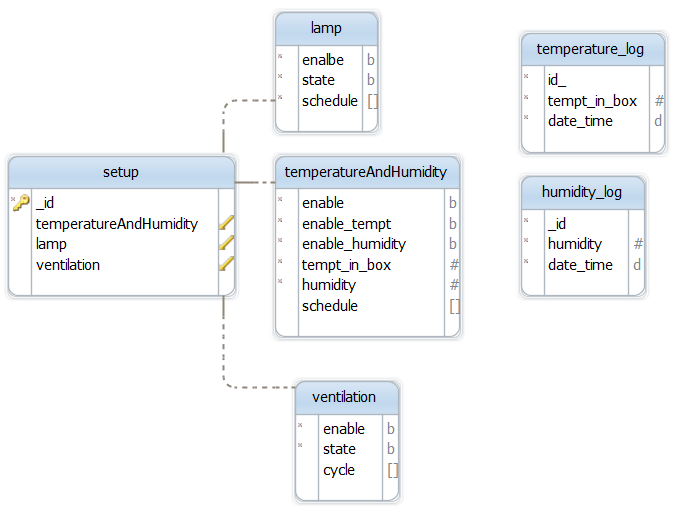 lamp
* enalbe b
* state b
* schedule []
temperature_log
* id_
* tempt_in_box #
* date_time d
setup
* _id
temperatureAndHumidity
lamp
ventilation
temperatureAndHumidity
* enable b
* enable_tempt b
* enable_humidity b
* tempt_in_box #
* humidity #
schedule []
humidity_log
* _id
* humidity #
* date_time d
ventilation
* enable b
* state b
cycle []